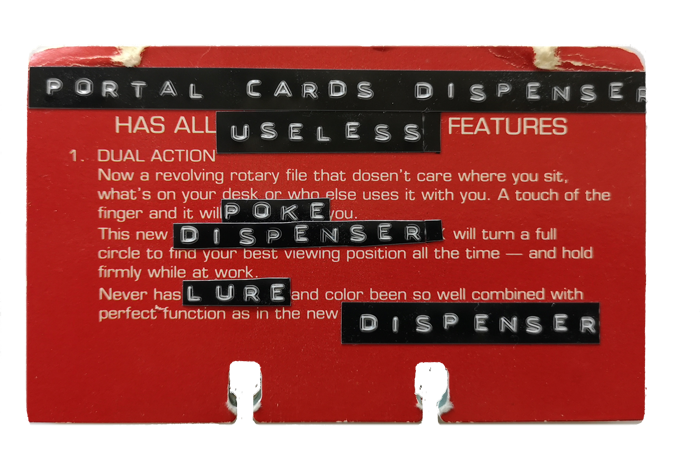 PORTAL CARDS DISPENSER
HAS ALL USELESS FEATURES
1. DUAL ACTION
Now a revolving rotary file that dosen't care where you sit,
what's on your desk or who else uses it with you. A touch of the
finger and it will POKE you.
This new DISPENSER will turn a full
circle to find your best viewing position all the time — and hold
firmly while at work.
Never has LURE and color been so well combined with
perfect function as in the new DISPENSER